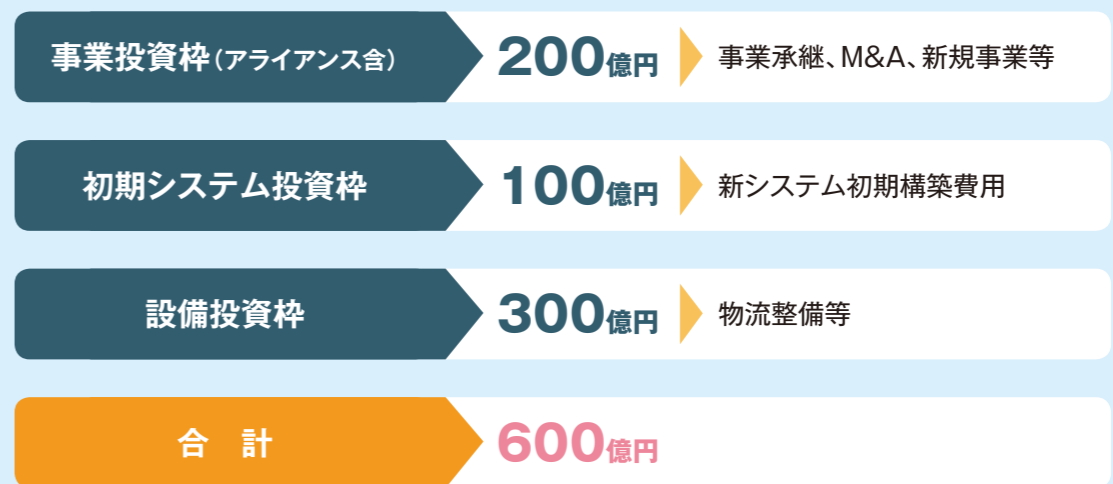 事業投資枠(アライアンス含) 200億円 事業承継、M&A、新規事業等
初期システム投資枠 100億円 新システム初期構築費用
設備投資枠 300億円 物流整備等
合　計 600億円